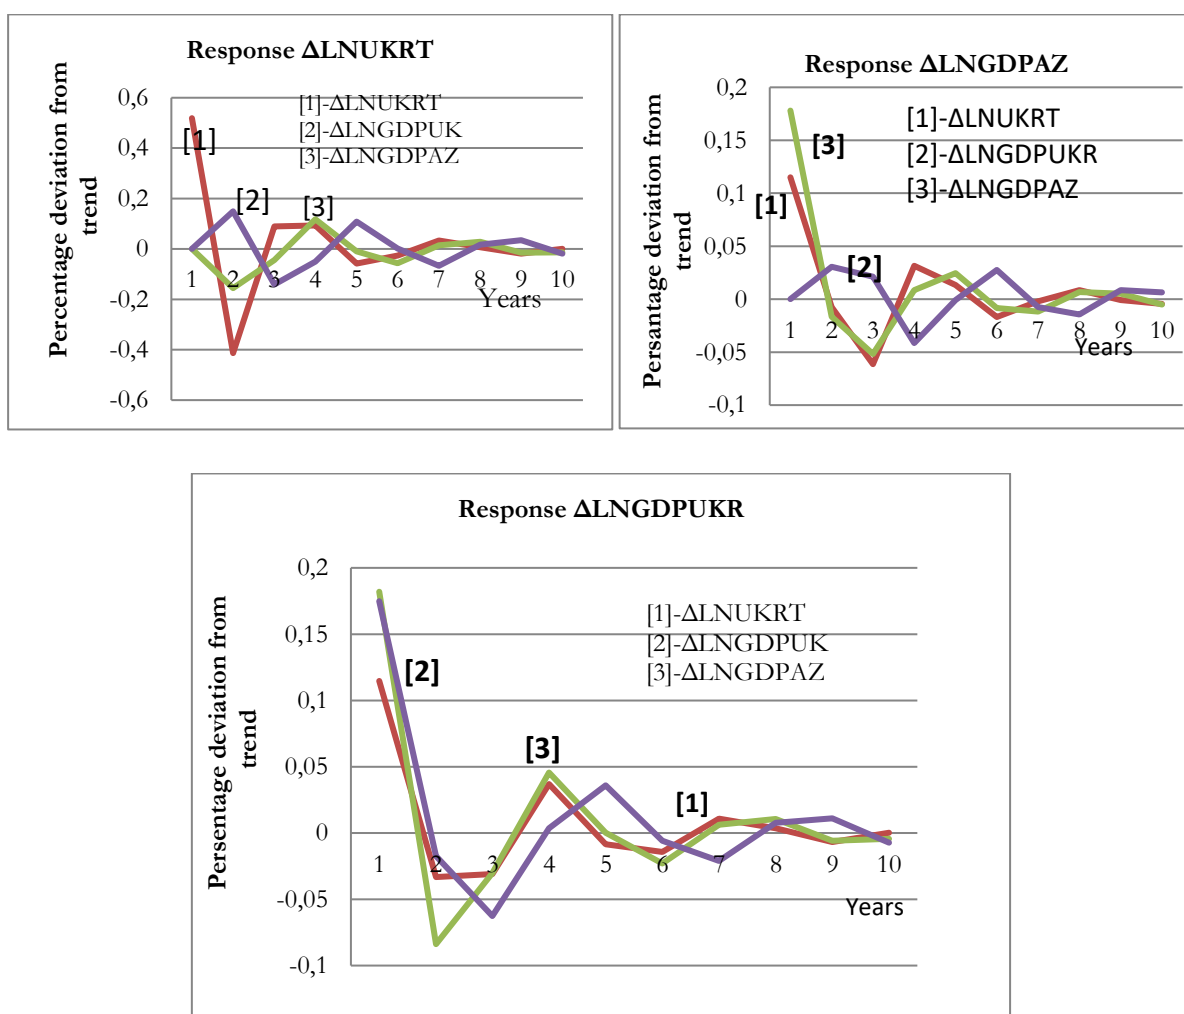 Response ΔLNUKRT
Percentage deviation from
trend
0,6
0,4
0,2
0
-0,2
-0,4
-0,6
[1]-ΔLNUKRT
[2]-ΔLNGDPUK
[3]-ΔLNGDPAZ
[1]
[2]
[3]
1 2 3 4 5 6 7 8 9 10
Years
Response ΔLNGDPAZ
Persantage deviation from
trend
0,2
0,15
0,1
0,05
0
-0,05
-0,1
[1]-ΔLNUKRT
[2]-ΔLNGDPUKR
[3]-ΔLNGDPAZ
[3]
[1]
[2]
1 2 3 4 5 6 7 8 9 10
Years
Response ΔLNGDPUKR
Persentage deviation from
trend
0,2
0,15
0,1
0,05
0
-0,05
-0,1
[1]-ΔLNUKRT
[2]-ΔLNGDPUK
[3]-ΔLNGDPAZ
[2]
[3]
[1]
1 2 3 4 5 6 7 8 9 10
Years